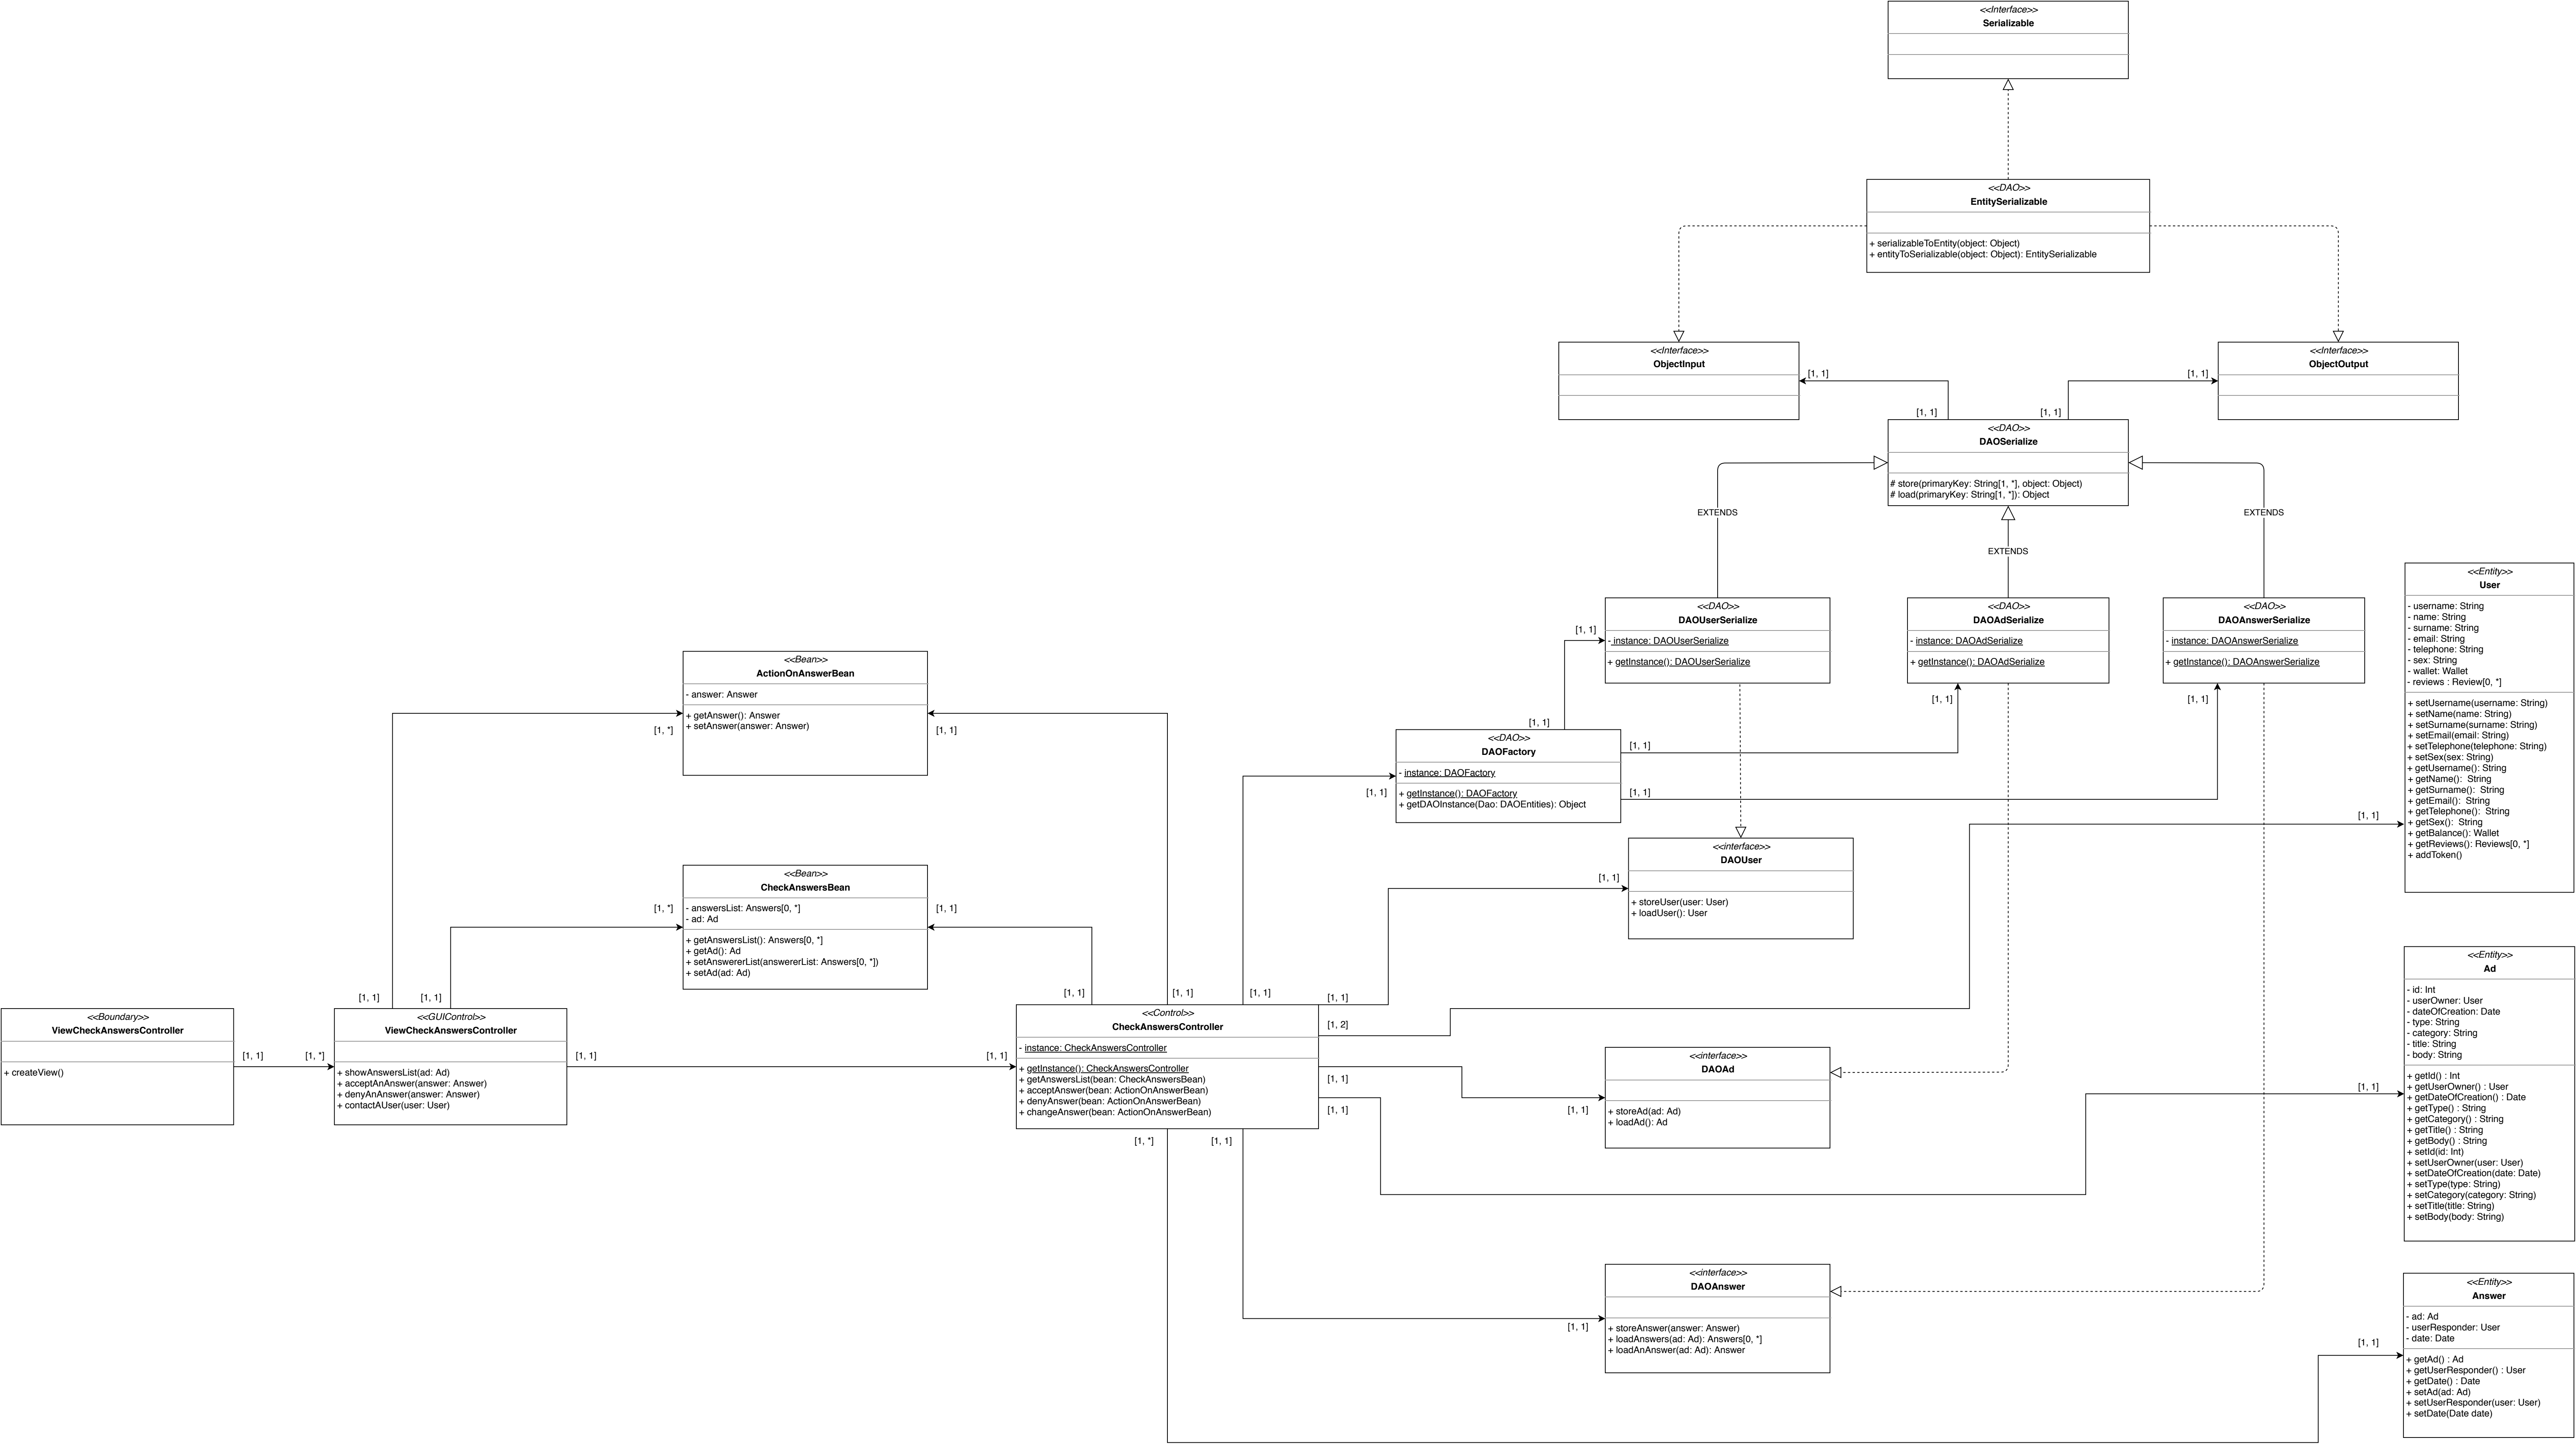 <<Interface>>
Serializable
<<DAO>>
EntitySerializable
+ serializableToEntity(object: Object)
+ entityToSerializable(object: Object): EntitySerializable
<<Interface>>
ObjectInput
<<Interface>>
ObjectOutput
[1, 1]
[1, 1]
[1, 1]
[1, 1]
<<DAO>>
DAOSerialize
# store(primaryKey: String[1, *], object: Object)
# load(primaryKey: String[1, *]): Object
EXTENDS
EXTENDS
EXTENDS
<<DAO>>
DAOUserSerialize
- instance: DAOUserSerialize
+ getInstance(): DAOUserSerialize
<<DAO>>
DAOAdSerialize
- instance: DAOAdSerialize
+ getInstance(): DAOAdSerialize
<<DAO>>
DAOAnswerSerialize
- instance: DAOAnswerSerialize
+ getInstance(): DAOAnswerSerialize
<<Entity>>
User
- username: String
- name: String
- surname: String
- email: String
- telephone: String
- sex: String
- wallet: Wallet
- reviews : Review[0, *]
+ setUsername(username: String)
+ setName(name: String)
+ setSurname(surname: String)
+ setEmail(email: String)
+ setTelephone(telephone: String)
+ setSex(sex: String)
+ getUsername(): String
+ getName():  String
+ getSurname():  String
+ getEmail():  String
+ getTelephone():  String
+ getSex():  String
+ getBalance(): Wallet
+ getReviews(): Reviews[0, *]
+ addToken()
[1, 1]
[1, 1]
[1, 1]
[1, 1]
[1, 1]
[1, 1]
[1, 1]
[1, 1]
<<Bean>>
ActionOnAnswerBean
- answer: Answer
+ getAnswer(): Answer
+ setAnswer(answer: Answer)
[1, *]
[1, 1]
<<DAO>>
DAOFactory
- instance: DAOFactory
+ getInstance(): DAOFactory
+ getDAOInstance(Dao: DAOEntities): Object
<<interface>>
DAOUser
+ storeUser(user: User)
+ loadUser(): User
[1, 1]
<<Bean>>
CheckAnswersBean
- answersList: Answers[0, *]
- ad: Ad
+ getAnswersList(): Answers[0, *]
+ getAd(): Ad
+ setAnswererList(answererList: Answers[0, *])
+ setAd(ad: Ad)
[1, *]
[1, 1]
[1, 1]
[1, 1]
[1, 1]
[1, 1]
[1, 1]
[1, 1]
[1, 2]
<<Boundary>>
ViewCheckAnswersController
+ createView()
[1, 1]
[1, *]
<<GUIControl>>
ViewCheckAnswersController
+ showAnswersList(ad: Ad)
+ acceptAnAnswer(answer: Answer)
+ denyAnAnswer(answer: Answer)
+ contactAUser(user: User)
[1, 1]
[1, 1]
<<Control>>
CheckAnswersController
- instance: CheckAnswersController
+ getInstance(): CheckAnswersController
+ getAnswersList(bean: CheckAnswersBean)
+ acceptAnswer(bean: ActionOnAnswerBean)
+ denyAnswer(bean: ActionOnAnswerBean)
+ changeAnswer(bean: ActionOnAnswerBean)
[1, 1]
[1, 1]
[1, *]
[1, 1]
<<interface>>
DAOAd
+ storeAd(ad: Ad)
+ loadAd(): Ad
[1, 1]
<<Entity>>
Ad
- id: Int
- userOwner: User
- dateOfCreation: Date
- type: String
- category: String
- title: String
- body: String
+ getId() : Int
+ getUserOwner() : User
+ getDateOfCreation() : Date
+ getType() : String
+ getCategory() : String
+ getTitle() : String
+ getBody() : String
+ setId(id: Int)
+ setUserOwner(user: User)
+ setDateOfCreation(date: Date)
+ setType(type: String)
+ setCategory(category: String)
+ setTitle(title: String)
+ setBody(body: String)
[1, 1]
<<interface>>
DAOAnswer
+ storeAnswer(answer: Answer)
+ loadAnswers(ad: Ad): Answers[0, *]
+ loadAnAnswer(ad: Ad): Answer
[1, 1]
<<Entity>>
Answer
- ad: Ad
- userResponder: User
- date: Date
+ getAd() : Ad
+ getUserResponder() : User
+ getDate() : Date
+ setAd(ad: Ad)
+ setUserResponder(user: User)
+ setDate(Date date)
[1, 1]